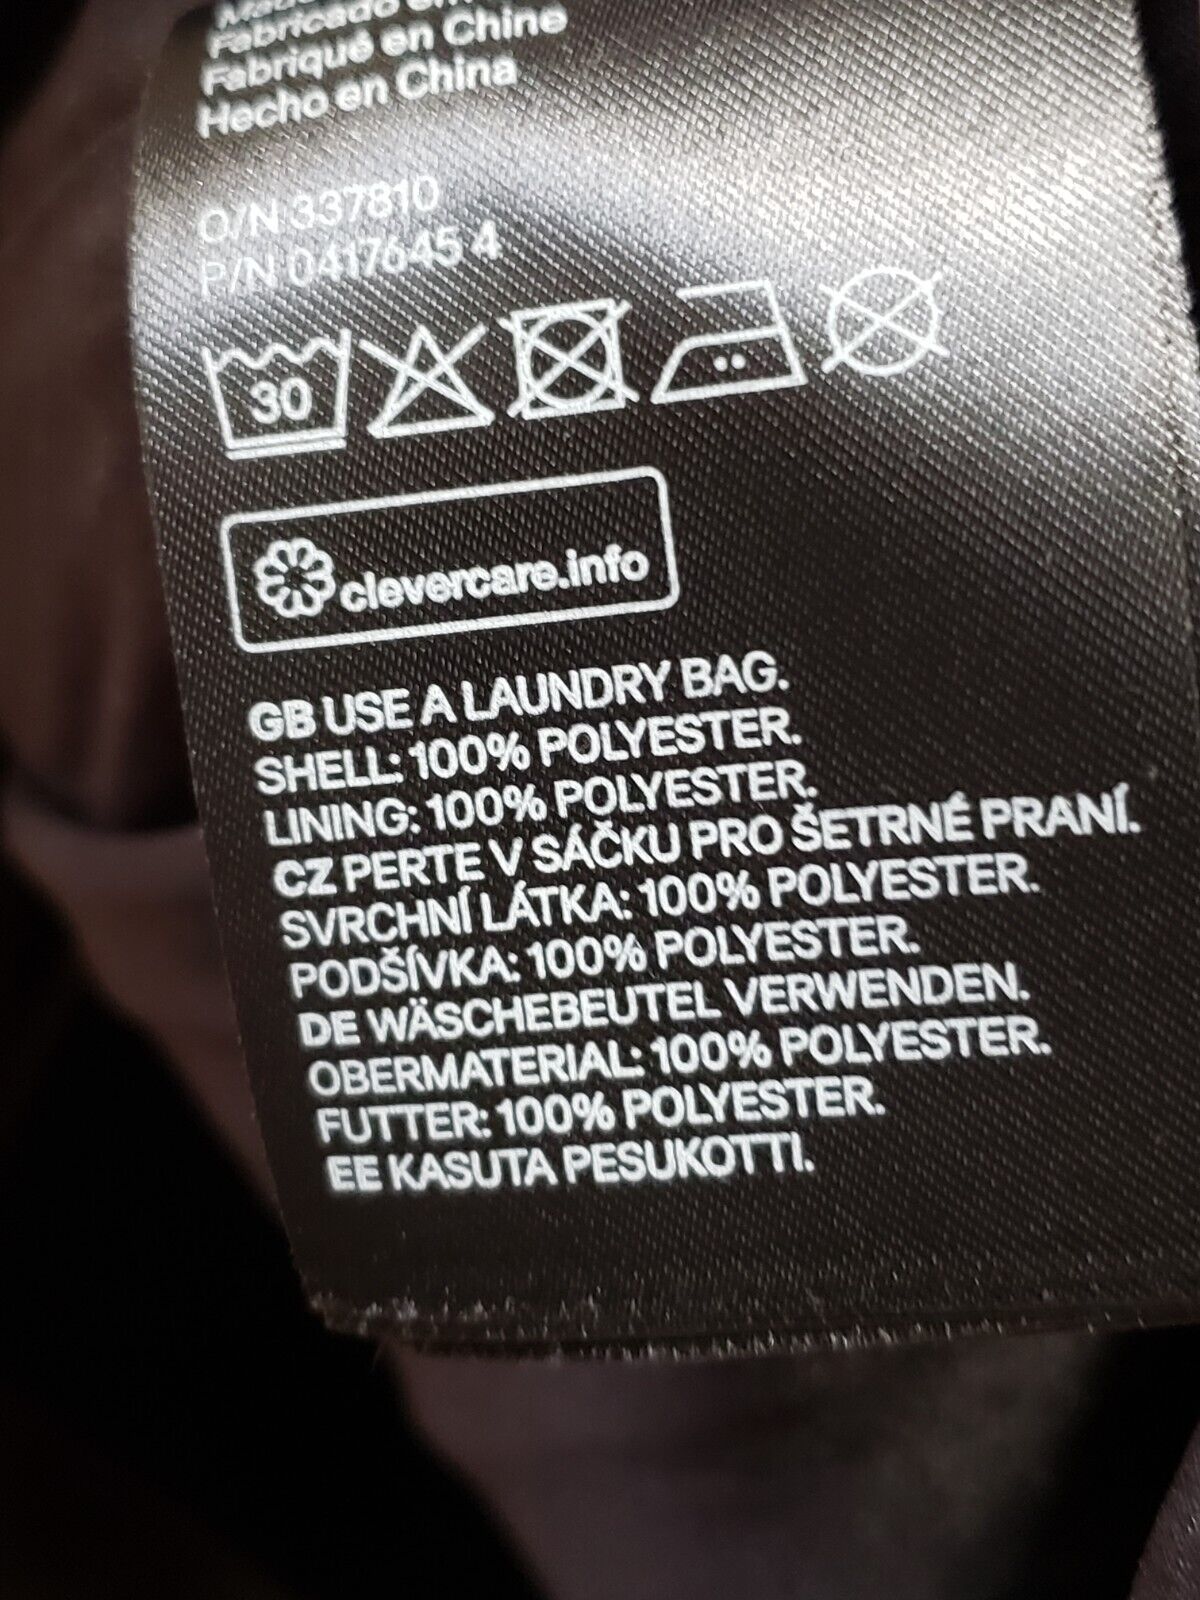 Fabricado en
Fabriqué en Chine
Hecho en China
O/N 337810
P/N 0417645 4
30
clevercare.info
GB USE A LAUNDRY BAG.
SHELL: 100% POLYESTER.
LINING: 100% POLYESTER.
CZ PERTE V SÁČKU PRO ŠETRNÉ PRANÍ.
SVRCHNÍ LÁTKA: 100% POLYESTER.
PODŠÍVKA: 100% POLYESTER.
DE WÄSCHEBEUTEL VERWENDEN.
OBERMATERIAL: 100% POLYESTER.
FUTTER: 100% POLYESTER.
EE KASUTA PESUKOTTI.